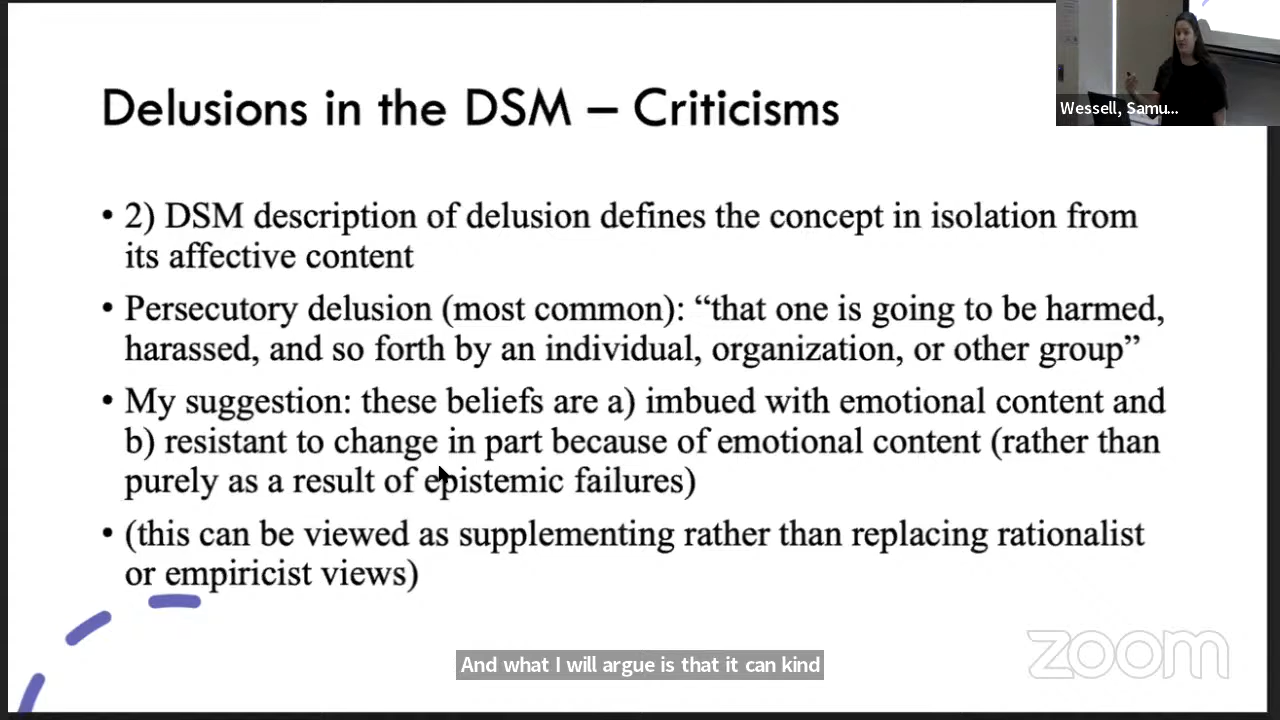 Delusions in the DSM – Criticisms
Wessell, Samu...
• 2) DSM description of delusion defines the concept in isolation from
its affective content
• Persecutory delusion (most common): “that one is going to be harmed,
harassed, and so forth by an individual, organization, or other group”
• My suggestion: these beliefs are a) imbued with emotional content and
b) resistant to change in part because of emotional content (rather than
purely as a result of epistemic failures)
• (this can be viewed as supplementing rather than replacing rationalist
or empiricist views)
And what I will argue is that it can kind
zoom